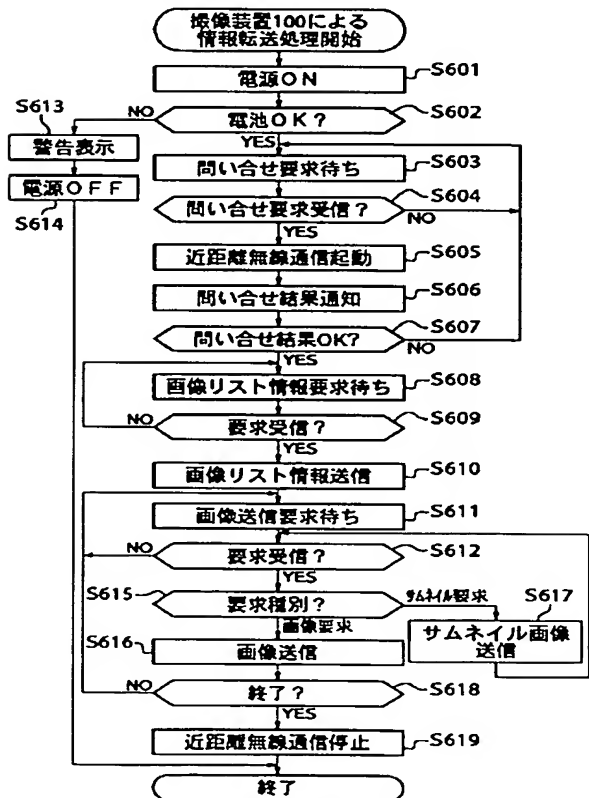 撮像装置100による
情報転送処理開始
電源ON
S601
S613
NO
電池OK?
S602
警告表示
YES
問い合せ要求待ち
S603
電源OFF
S614
問い合せ要求受信?
S604
NO
YES
近距離無線通信起動
S605
問い合せ結果通知
S606
問い合せ結果OK?
S607
NO
YES
画像リスト情報要求待ち
S608
NO
要求受信?
S609
YES
画像リスト情報送信
S610
画像送信要求待ち
S611
NO
要求受信?
S612
YES
S615
要求種別?
サムネイル要求
S617
画像要求
サムネイル画像
送信
S616
画像送信
NO
終了?
S618
YES
近距離無線通信停止
S619
終了